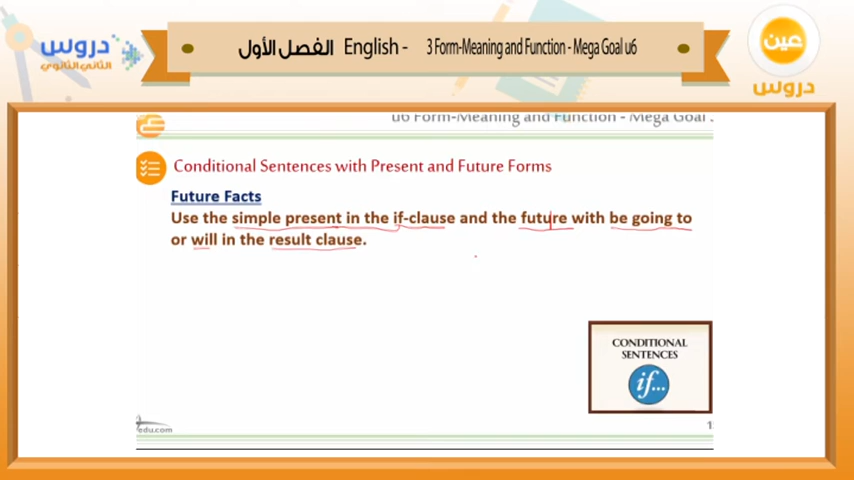 دروس
الثاني الثانوي
الفصل الأول English - 3 Form-Meaning and Function - Mega Goal u6
عين
دروس
u6 Form-Meaning and Function - Mega Goal 3
Conditional Sentences with Present and Future Forms
Future Facts
Use the simple present in the if-clause and the future with be going to
or will in the result clause.
CONDITIONAL
SENTENCES
if...
edu.com